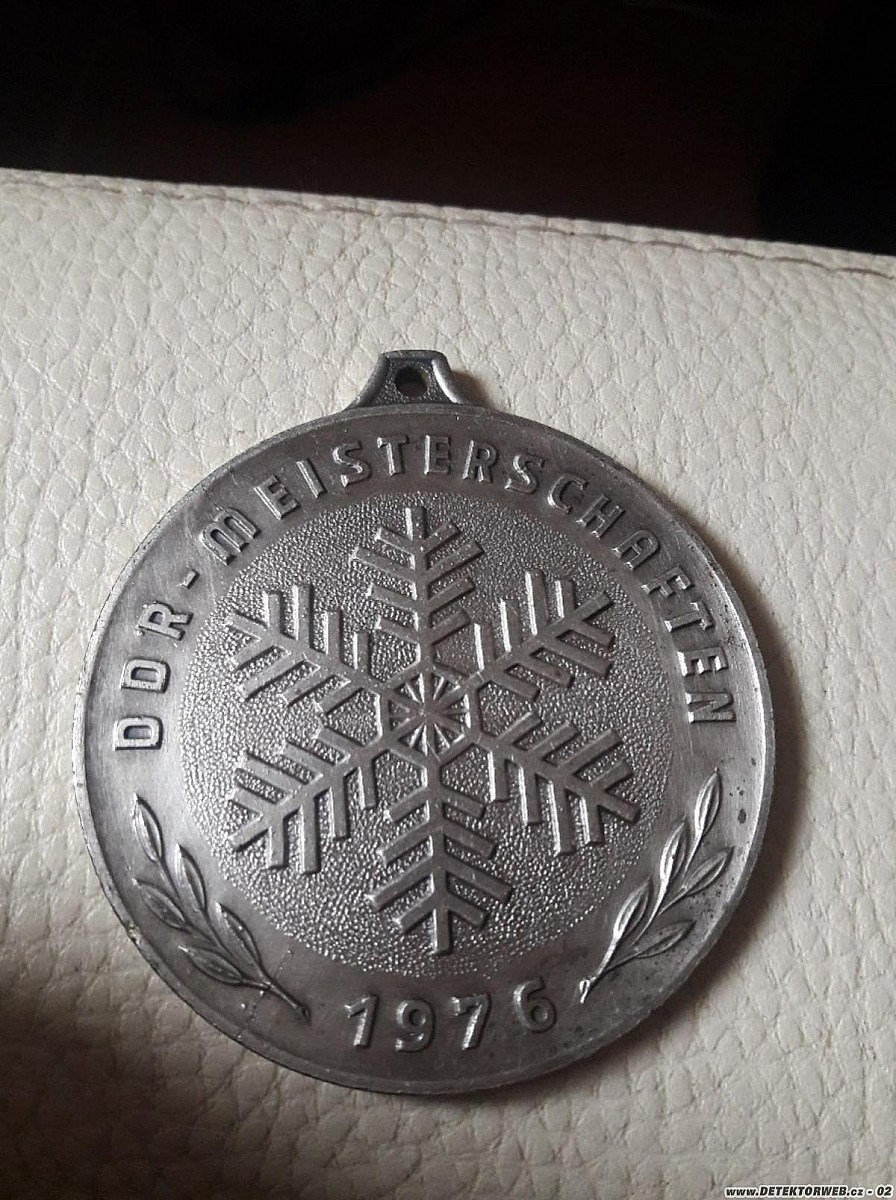 DDR-MEISTERSCHAFTEN
1976
www.DETEKTORWEB.cz - 02